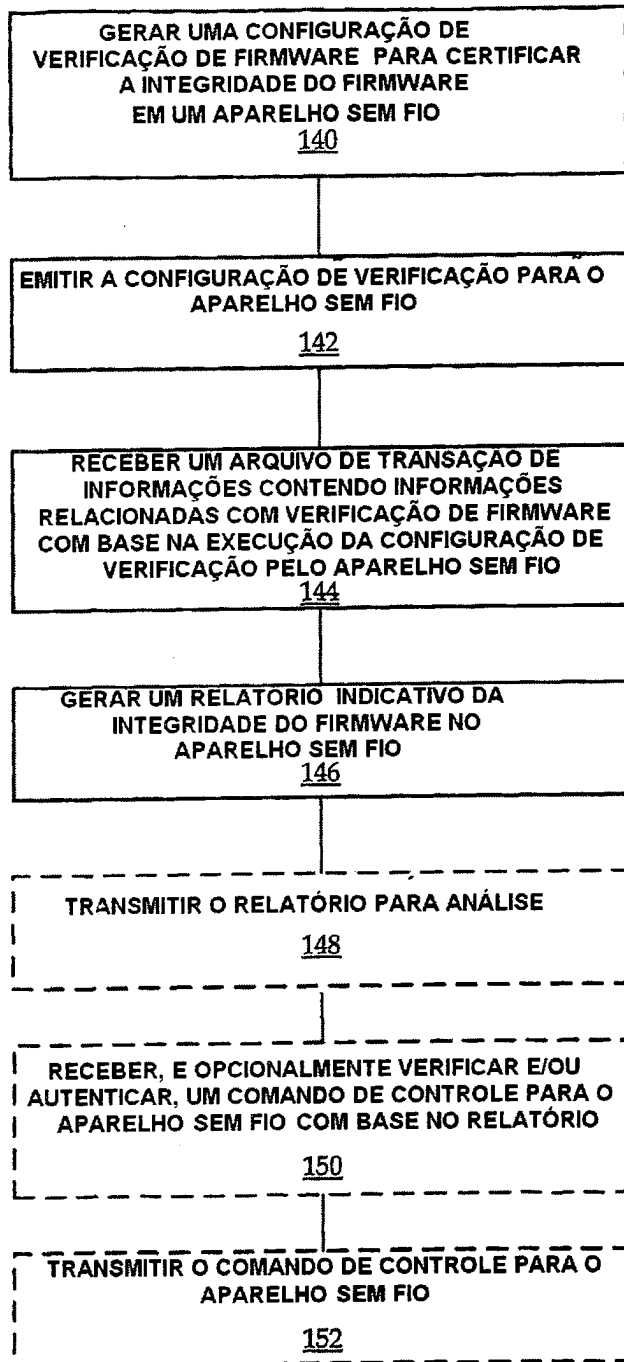 GERAR UMA CONFIGURAÇÃO DE
VERIFICAÇÃO DE FIRMWARE PARA CERTIFICAR
A INTEGRIDADE DO FIRMWARE
EM UM APARELHO SEM FIO
140
EMITIR A CONFIGURAÇÃO DE VERIFICAÇÃO PARA O
APARELHO SEM FIO
142
RECEBER UM ARQUIVO DE TRANSAÇÃO DE
INFORMAÇÕES CONTENDO INFORMAÇÕES
RELACIONADAS COM VERIFICAÇÃO DE FIRMWARE
COM BASE NA EXECUÇÃO DA CONFIGURAÇÃO DE
VERIFICAÇÃO PELO APARELHO SEM FIO
144
GERAR UM RELATÓRIO INDICATIVO DA
INTEGRIDADE DO FIRMWARE NO
APARELHO SEM FIO
146
TRANSMITIR O RELATÓRIO PARA ANÁLISE
148
RECEBER, E OPCIONALMENTE VERIFICAR E/OU
AUTENTICAR, UM COMANDO DE CONTROLE PARA O
APARELHO SEM FIO COM BASE NO RELATÓRIO
150
TRANSMITIR O COMANDO DE CONTROLE PARA O
APARELHO SEM FIO
152